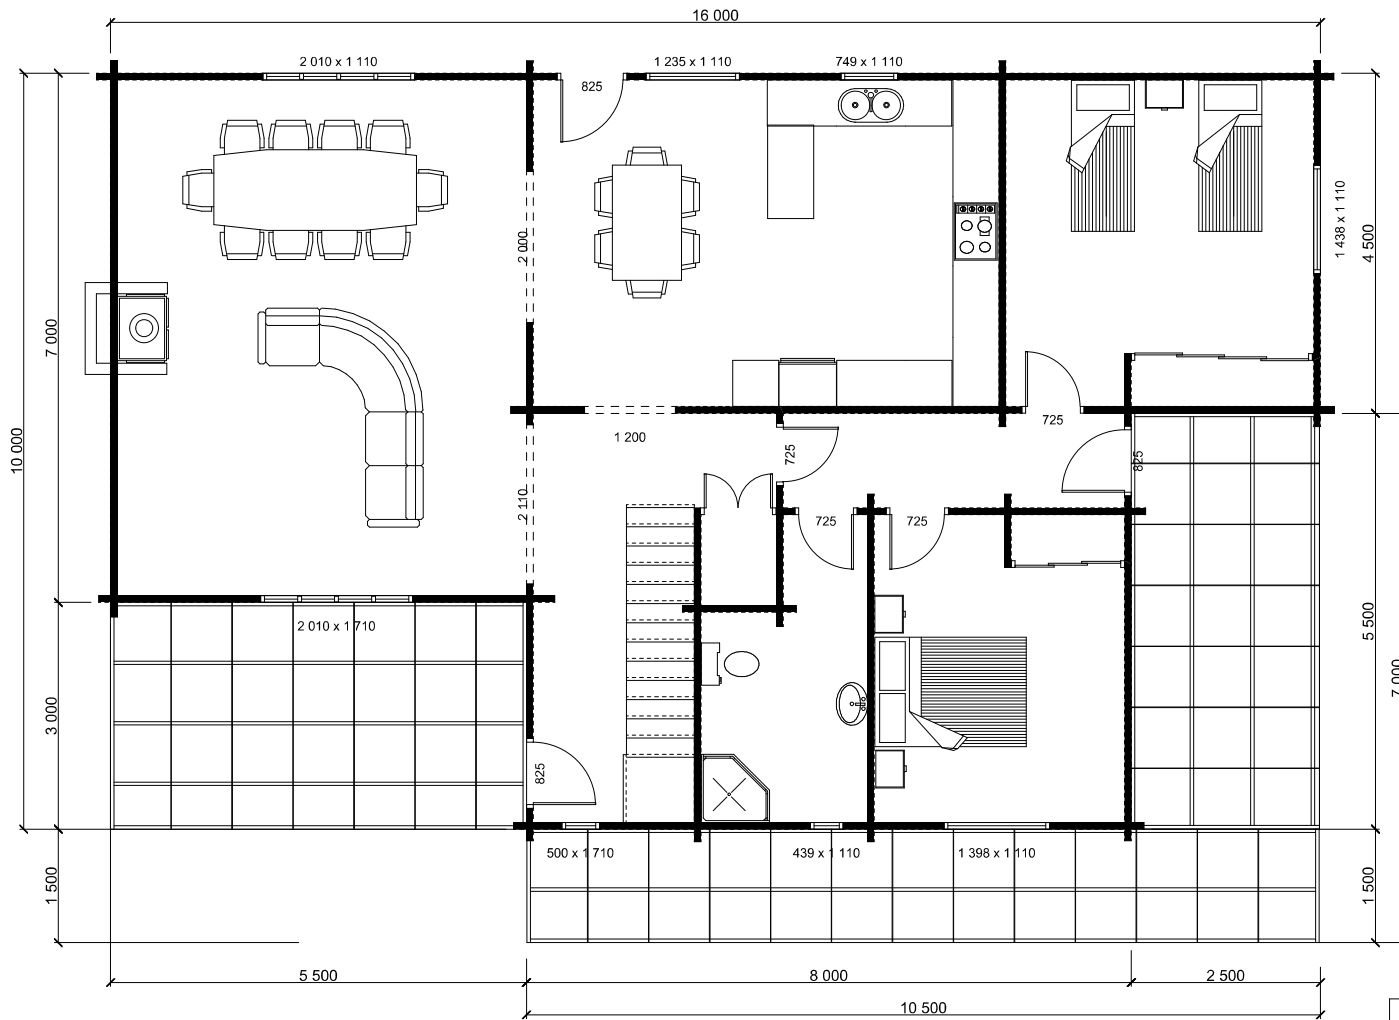 16 000
2 010 x 1 110
1 235 x 1 110
749 x 1 110
825
1 438 x 1 110
4 500
2 000
7 000
10 000
1 200
725
725
825
2 110
725
725
2 010 x 1 710
5 500
7 000
3 000
825
500 x 1 710
439 x 1 110
1 398 x 1 110
1 500
1 500
5 500
8 000
2 500
10 500